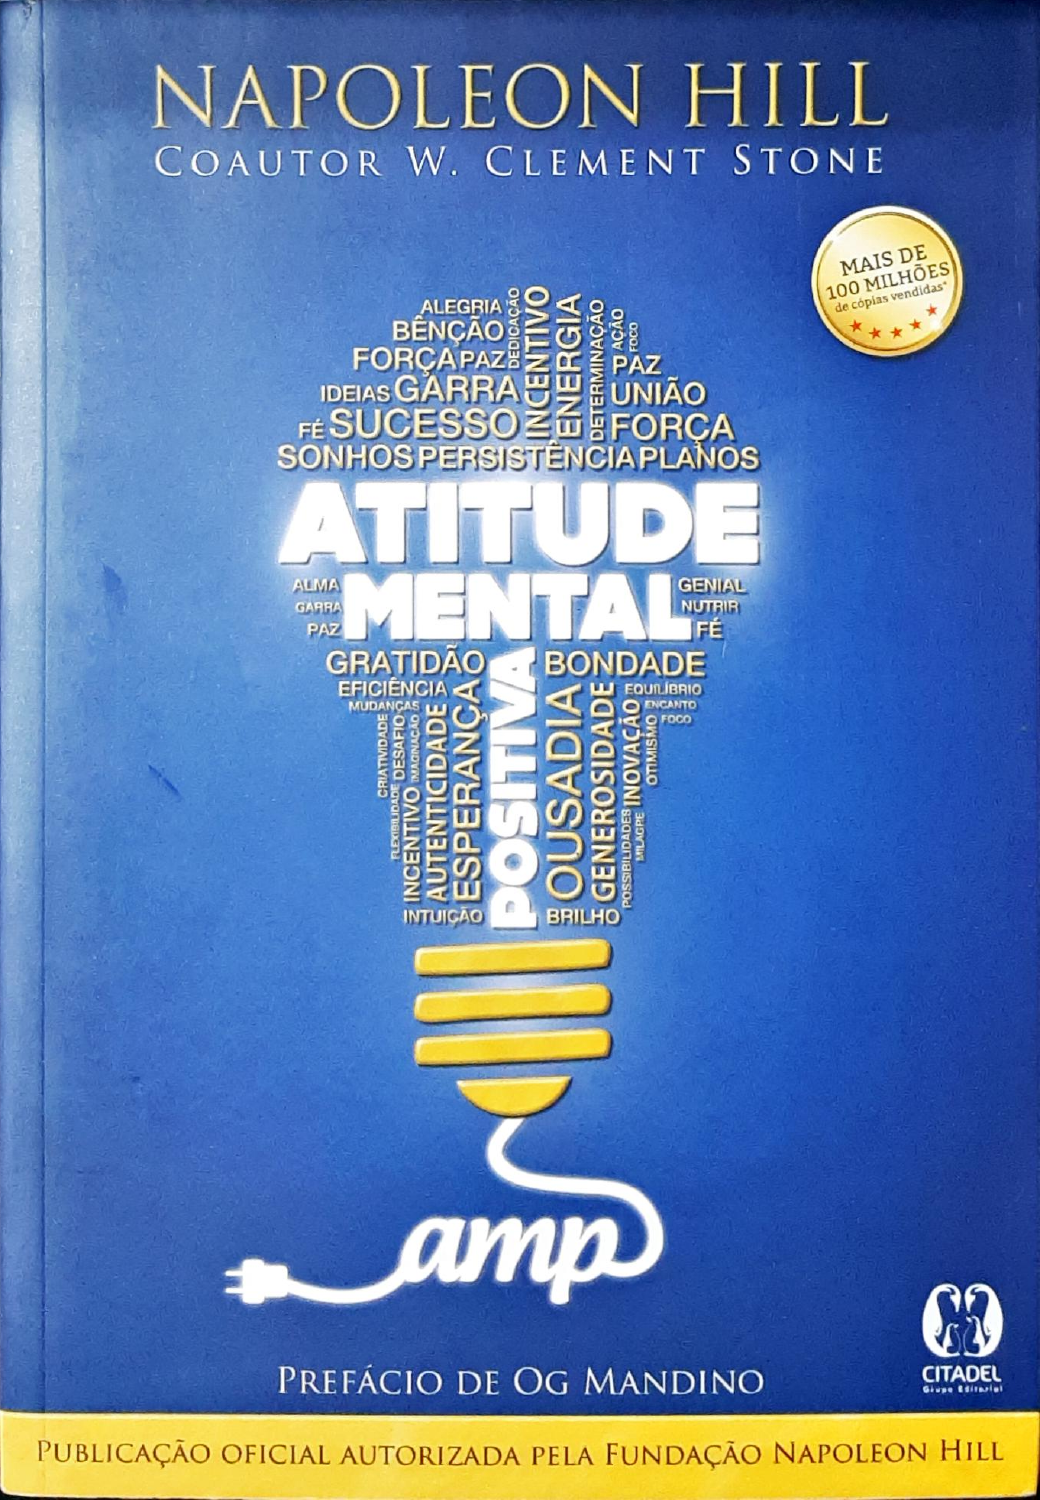 NAPOLEON HILL
COAUTOR W. CLEMENT STONE
MAIS DE
100 MILHÕES
de cópias vendidas*
ALEGRIA
BÊNÇÃO
FORÇA PAZ
DEDICAÇÃO
INCENTIVO
ENERGIA
DETERMINAÇÃO
AÇÃO
FOCO
PAZ
IDEIAS GARRA
UNIÃO
FÉ SUCESSO
FORÇA
SONHOS PERSISTÊNCIA PLANOS
ATITUDE
ALMA
GARRA
PAZ
MENTAL
GENIAL
NUTRIR
FÉ
GRATIDÃO
BONDADE
EFICIÊNCIA
MUDANÇAS
CRIATIVIDADE
FLEXIBILIDADE
DESAFIO
IMAGINAÇÃO
INCENTIVO
AUTENTICIDADE
ESPERANÇA
POSITIVA
OUSADIA
GENEROSIDADE
EQUILÍBRIO
ENCANTO
FOCO
INOVAÇÃO
OTIMISMO
POSSIBILIDADES
MILAGRE
INTUIÇÃO
BRILHO
amp
PREFÁCIO DE OG MANDINO
CITADEL
Grupo Editorial
PUBLICAÇÃO OFICIAL AUTORIZADA PELA FUNDAÇÃO NAPOLEON HILL